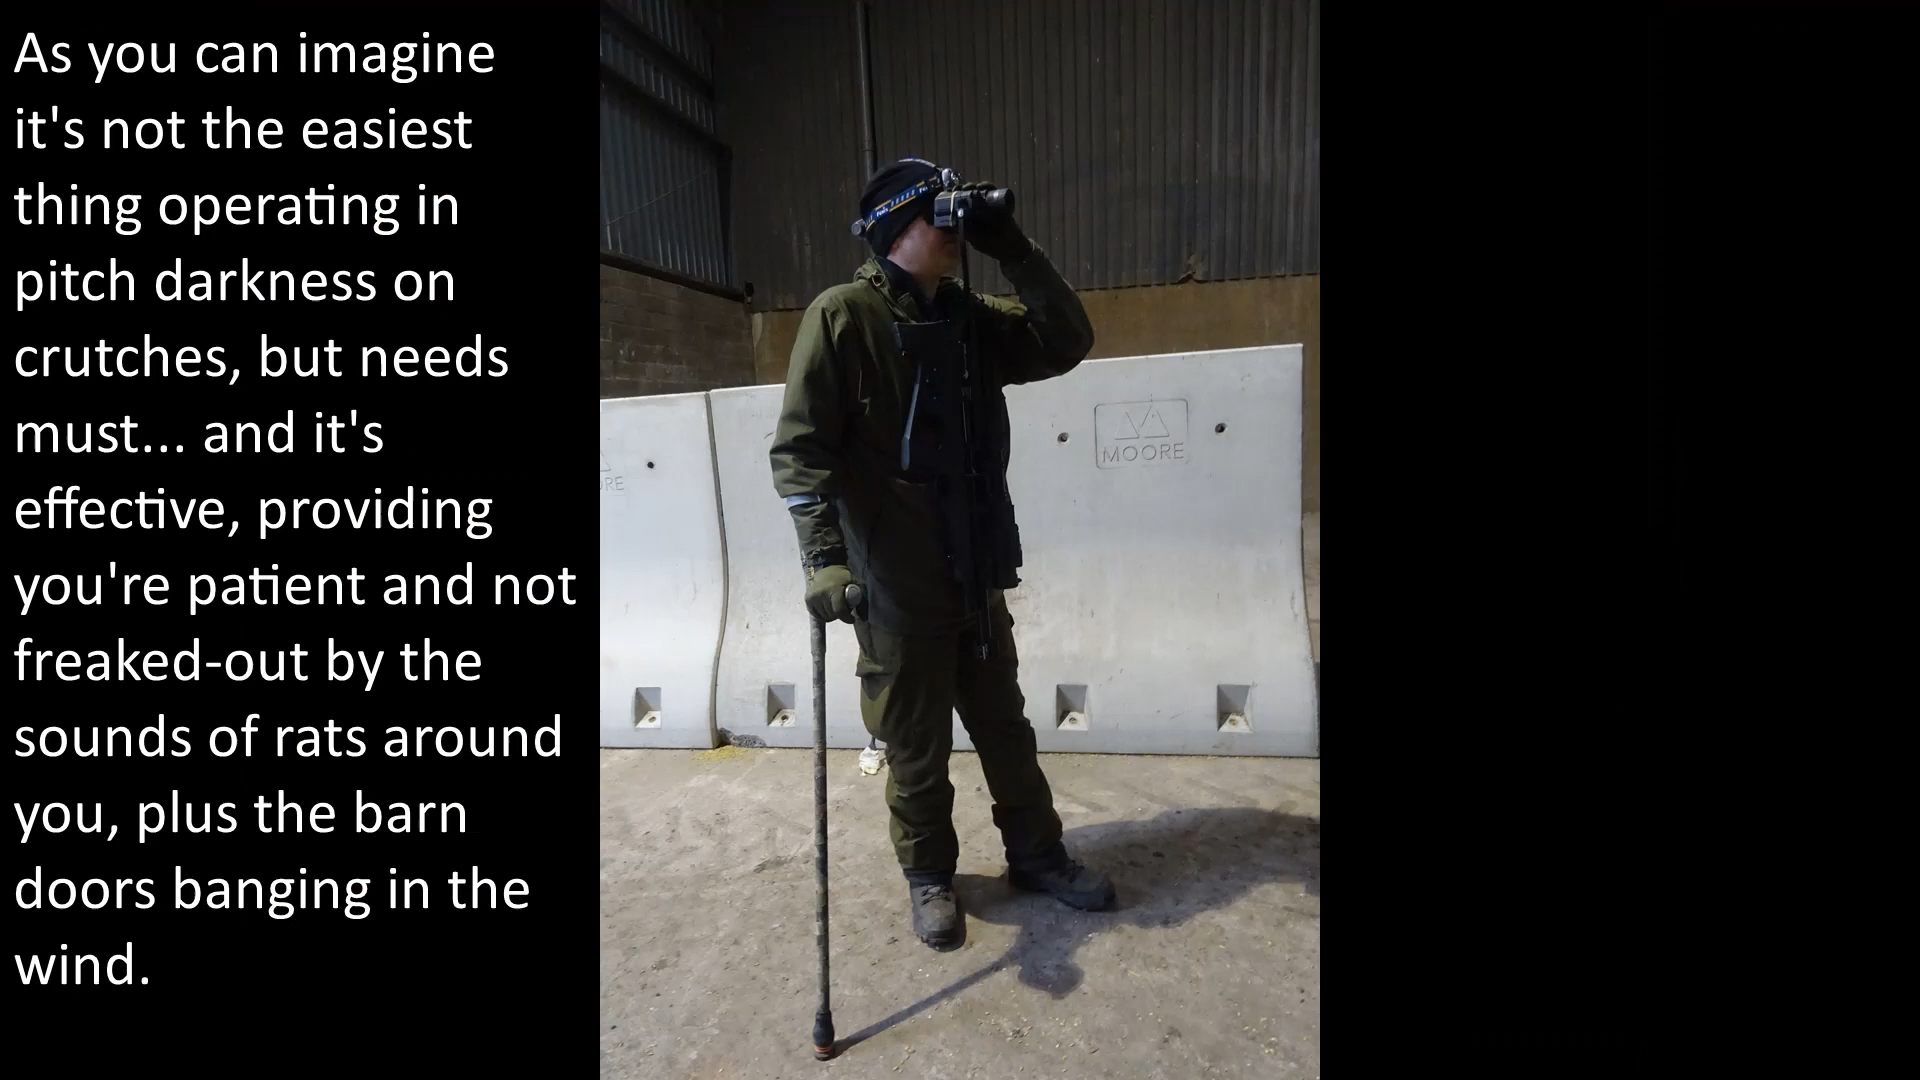 As you can imagine
it's not the easiest
thing operating in
pitch darkness on
crutches, but needs
must... and it's
effective, providing
you're patient and not
freaked-out by the
sounds of rats around
you, plus the barn
doors banging in the
wind.
MOORE